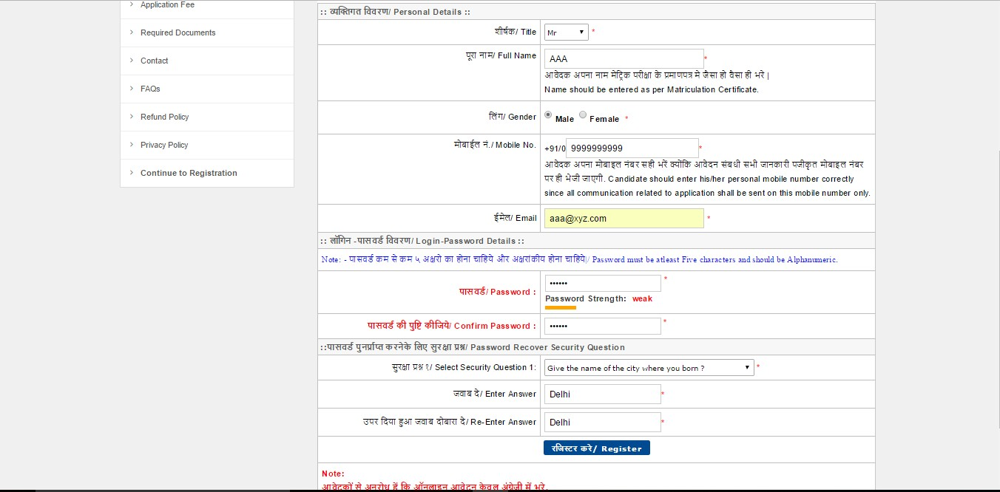 Application Fee
Required Documents
Contact
FAQs
Refund Policy
Privacy Policy
Continue to Registration
:: व्यक्तिगत विवरण/ Personal Details ::
शीर्षक/ Title Mr *
पूरा नाम/ Full Name AAA *
आवेदक अपना नाम मेट्रिक परीक्षा के प्रमाणपत्र मे जैसा हो वैसा ही भरे |
Name should be entered as per Matriculation Certificate.
लिंग/ Gender Male Female *
मोबाईल नं./ Mobile No. +91/0 9999999999 *
आवेदक अपना मोबाइल नंबर सही भरें क्योंकि आवेदन संबधी सभी जानकारी पजीकृत मोबाइल नंबर
पर ही भेजी जाएगी. Candidate should enter his/her personal mobile number correctly
since all communication related to application shall be sent on this mobile number only.
ईमेल/ Email aaa@xyz.com *
:: लॉगिन -पासवर्ड विवरण/ Login-Password Details ::
Note: - पासवर्ड कम से कम ५ अक्षरो का होना चाहिये और अक्षरांकीय होना चाहिये|/ Password must be atleast Five characters and should be Alphanumeric.
पासवर्ड/ Password : •••••• *
Password Strength: weak
पासवर्ड की पुष्टि कीजिये/ Confirm Password : •••••• *
::पासवर्ड पुनर्प्राप्त करनेके लिए सुरक्षा प्रश्न/ Password Recover Security Question
सुरक्षा प्रश्न १/ Select Security Question 1: Give the name of the city where you born ? *
जवाब दे/ Enter Answer Delhi *
उपर दिया हुआ जवाब दोबारा दे/ Re-Enter Answer Delhi *
रजिस्टर करे/ Register
Note:
आवेदकों से अनुरोध हैं कि ऑनलाइन आवेदन केवल अंग्रेजी में भरे.